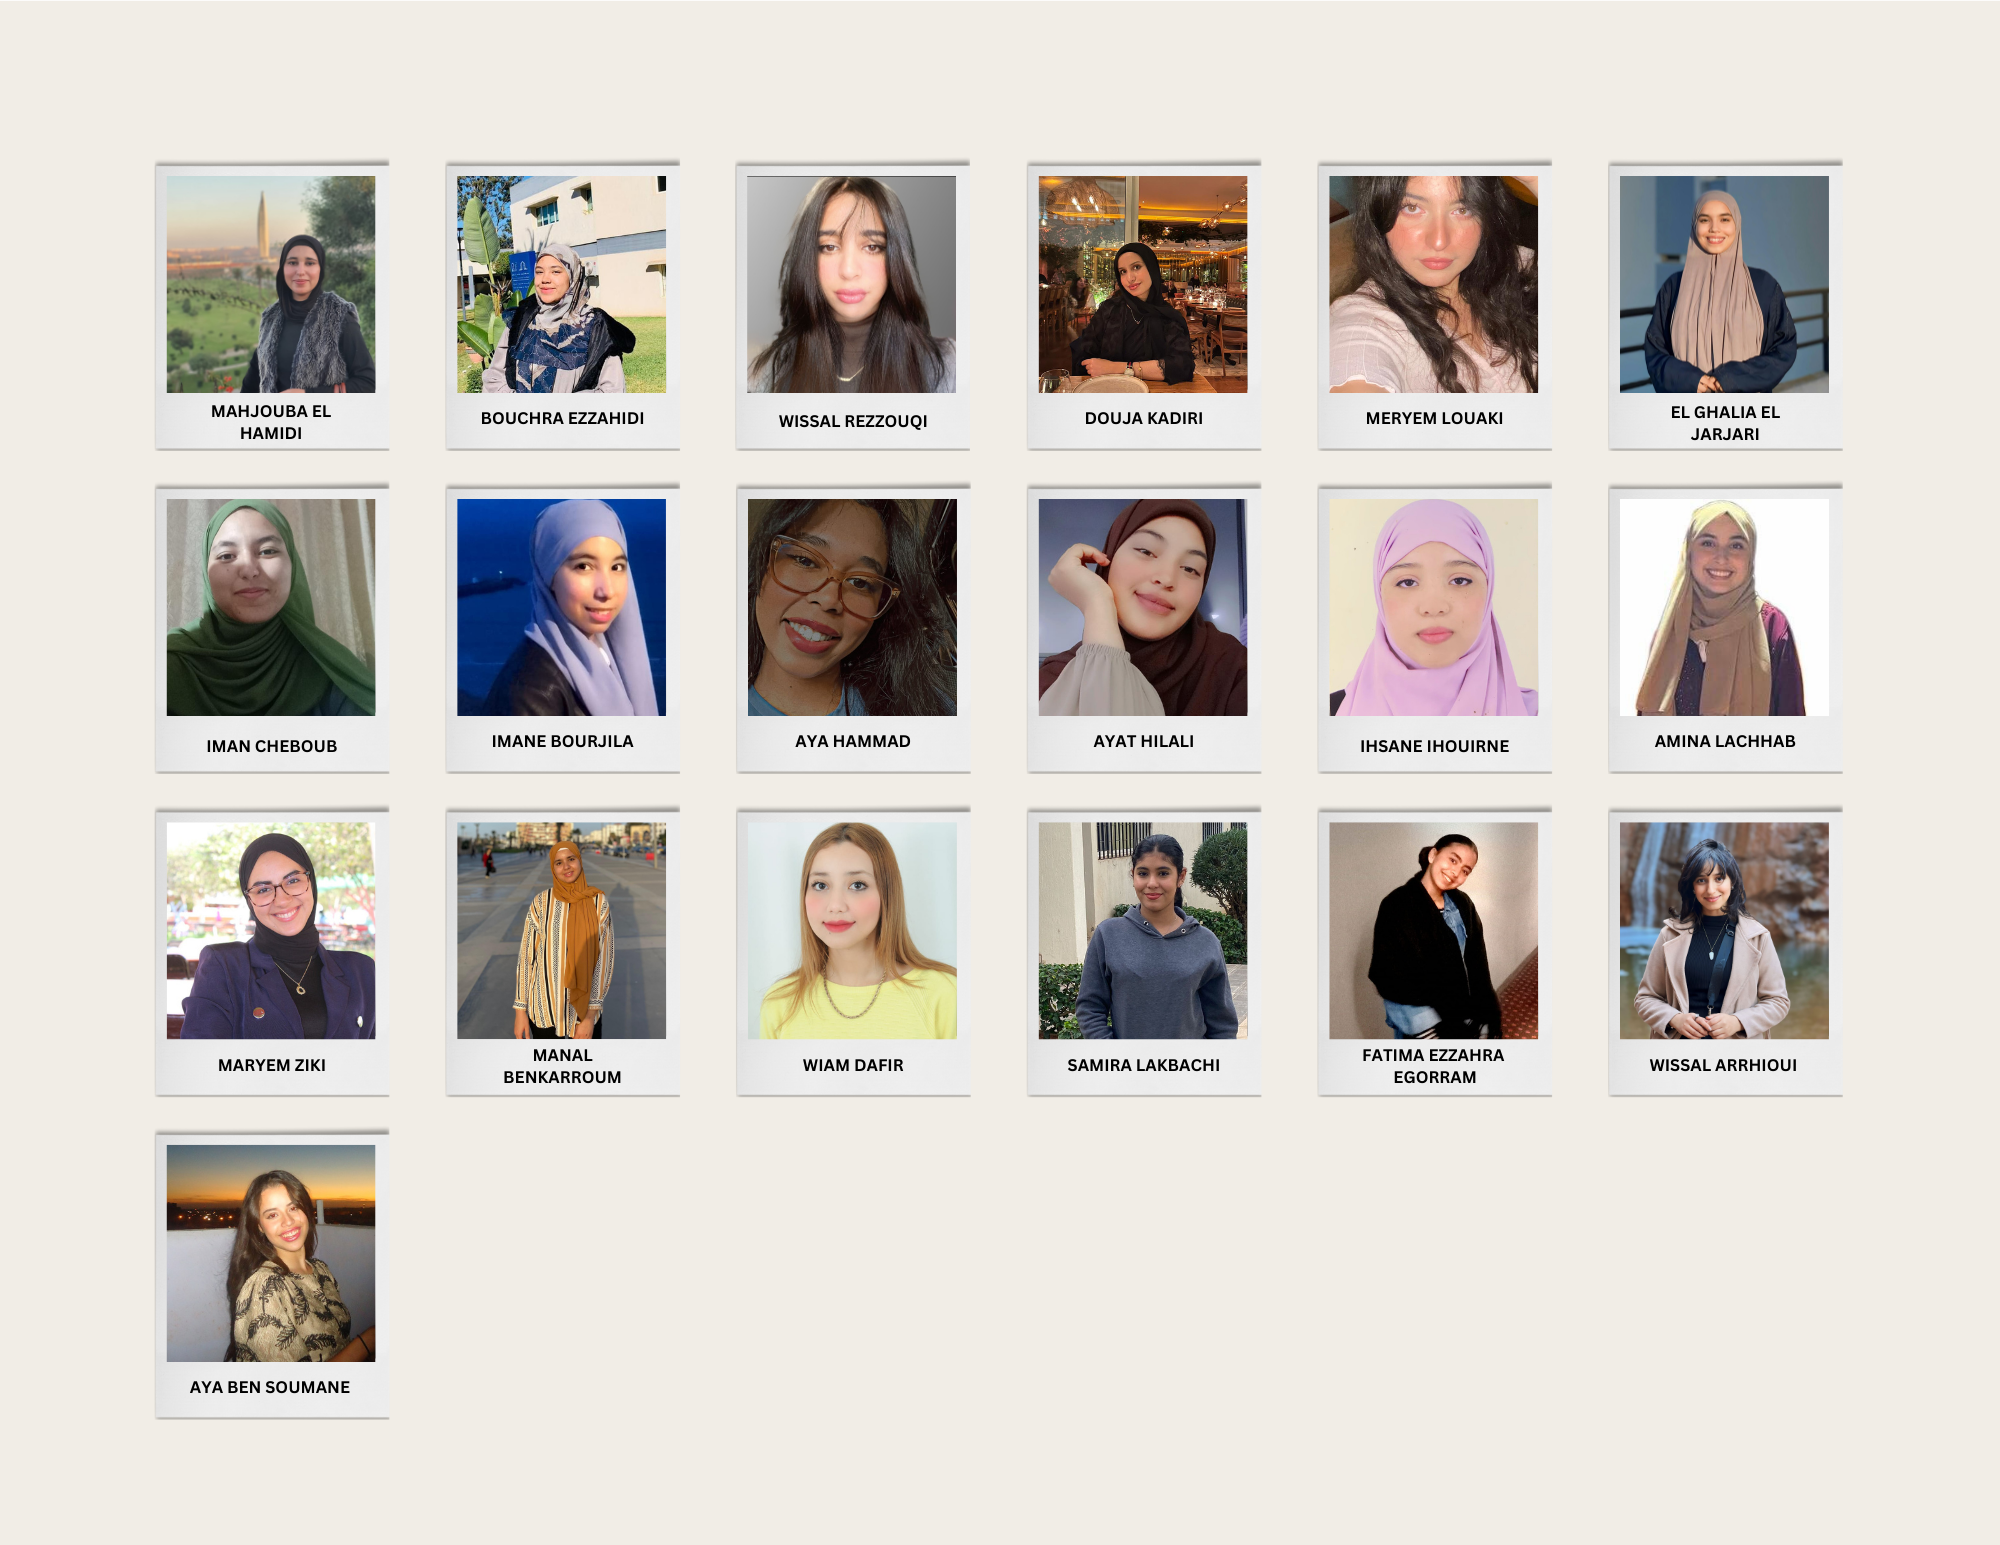 MAHJOUBA EL
HAMIDI
BOUCHRA EZZAHIDI
WISSAL REZZOUQI
DOUJA KADIRI
MERYEM LOUAKI
EL GHALIA EL
JARJARI
IMAN CHEBOUB
IMANE BOURJILA
AYA HAMMAD
AYAT HILALI
IHSANE IHOUIRNE
AMINA LACHHAB
MARYEM ZIKI
MANAL
BENKARROUM
WIAM DAFIR
SAMIRA LAKBACHI
FATIMA EZZAHRA
EGORRAM
WISSAL ARRHIOUI
AYA BEN SOUMANE